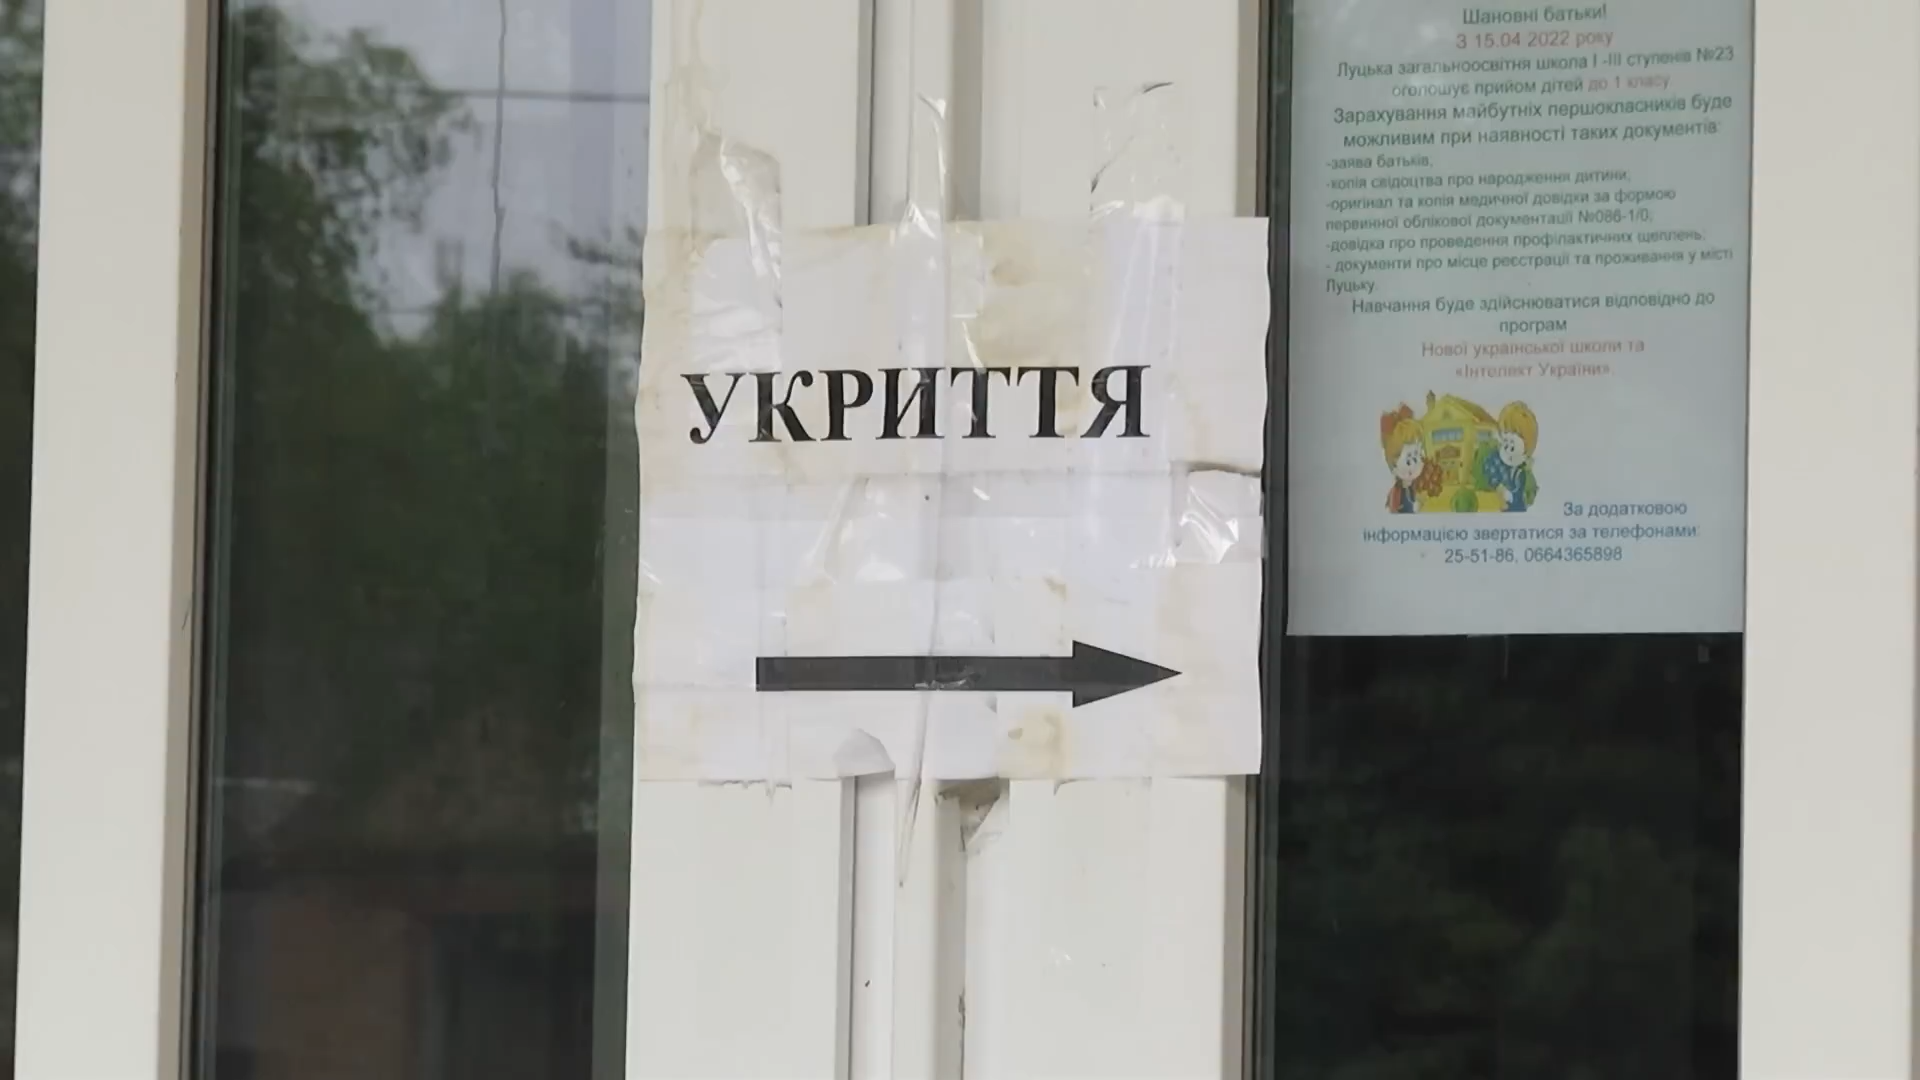 УКРИТТЯ
Шановні батьки!
З 15.04 2022 року
Луцька загальноосвітня школа І -ІІІ ступенів №23
оголошує прийом дітей до 1 класу
Зарахування майбутніх першокласників буде
можливим при наявності таких документів:
-заява батьків;
-копія свідоцтва про народження дитини;
-оригінал та копія медичної довідки за формою
первинної облікової документації №086-1/0;
-довідка про проведення профілактичних щеплень;
- документи про місце реєстрації та проживання у місті
Луцьку.
Навчання буде здійснюватися відповідно до
програм
Нової української школи та
«Інтелект України».
За додатковою
інформацією звертатися за телефонами:
25-51-86, 0664365898